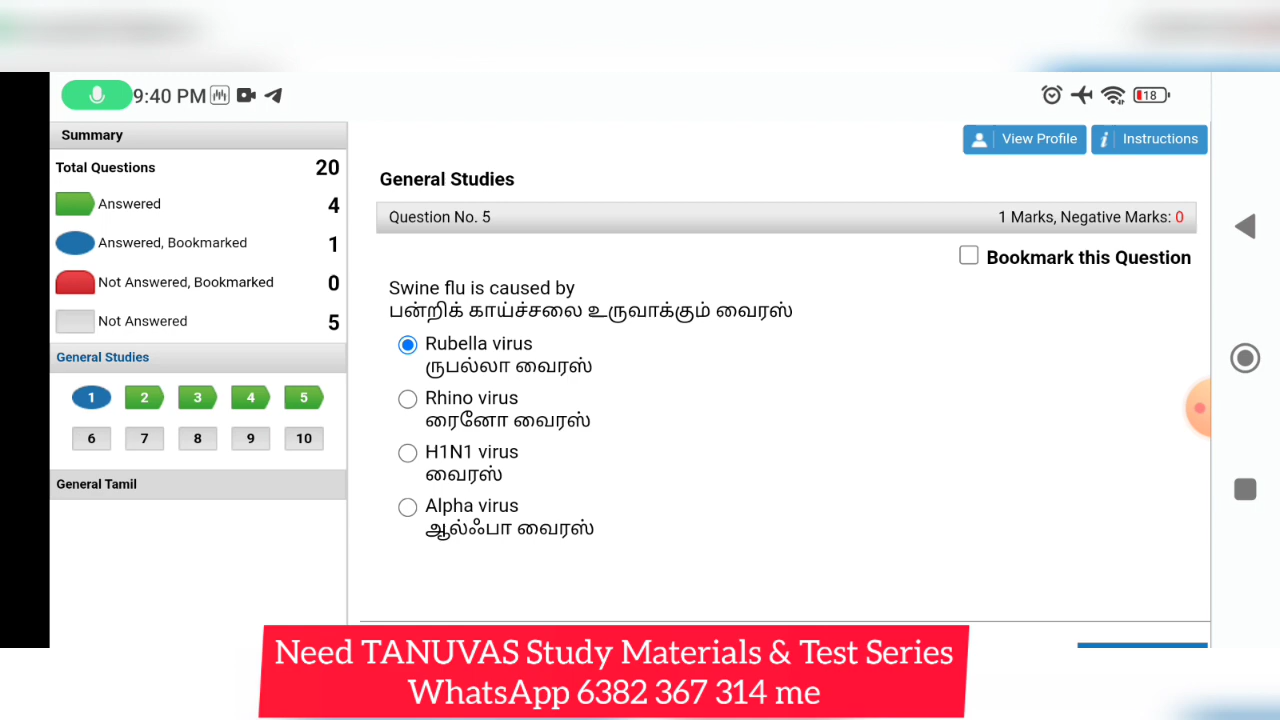 9:40 PM
18
Summary
Total Questions 20
Answered 4
Answered, Bookmarked 1
Not Answered, Bookmarked 0
Not Answered 5
General Studies
1 2 3 4 5
6 7 8 9 10
General Tamil
View Profile
i Instructions
General Studies
Question No. 5 1 Marks, Negative Marks: 0
Bookmark this Question
Swine flu is caused by
பன்றிக் காய்ச்சலை உருவாக்கும் வைரஸ்
Rubella virus
ருபல்லா வைரஸ்
Rhino virus
ரைனோ வைரஸ்
H1N1 virus
வைரஸ்
Alpha virus
ஆல்ஃபா வைரஸ்
Need TANUVAS Study Materials & Test Series
WhatsApp 6382 367 314 me